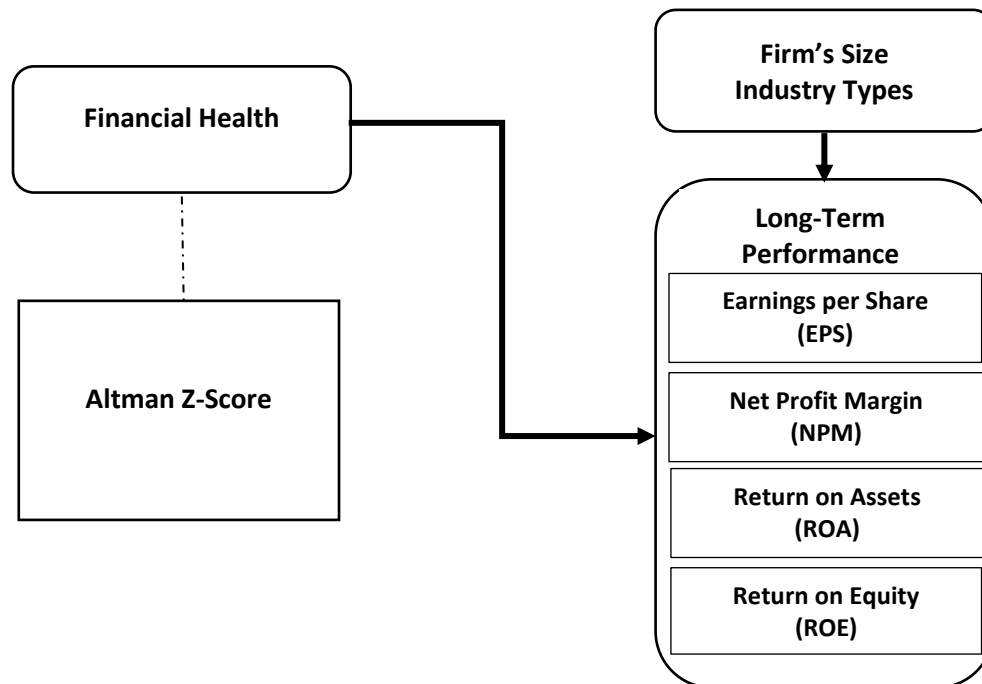 Financial Health
Altman Z-Score
Firm’s Size
Industry Types
Long-Term
Performance
Earnings per Share
(EPS)
Net Profit Margin
(NPM)
Return on Assets
(ROA)
Return on Equity
(ROE)